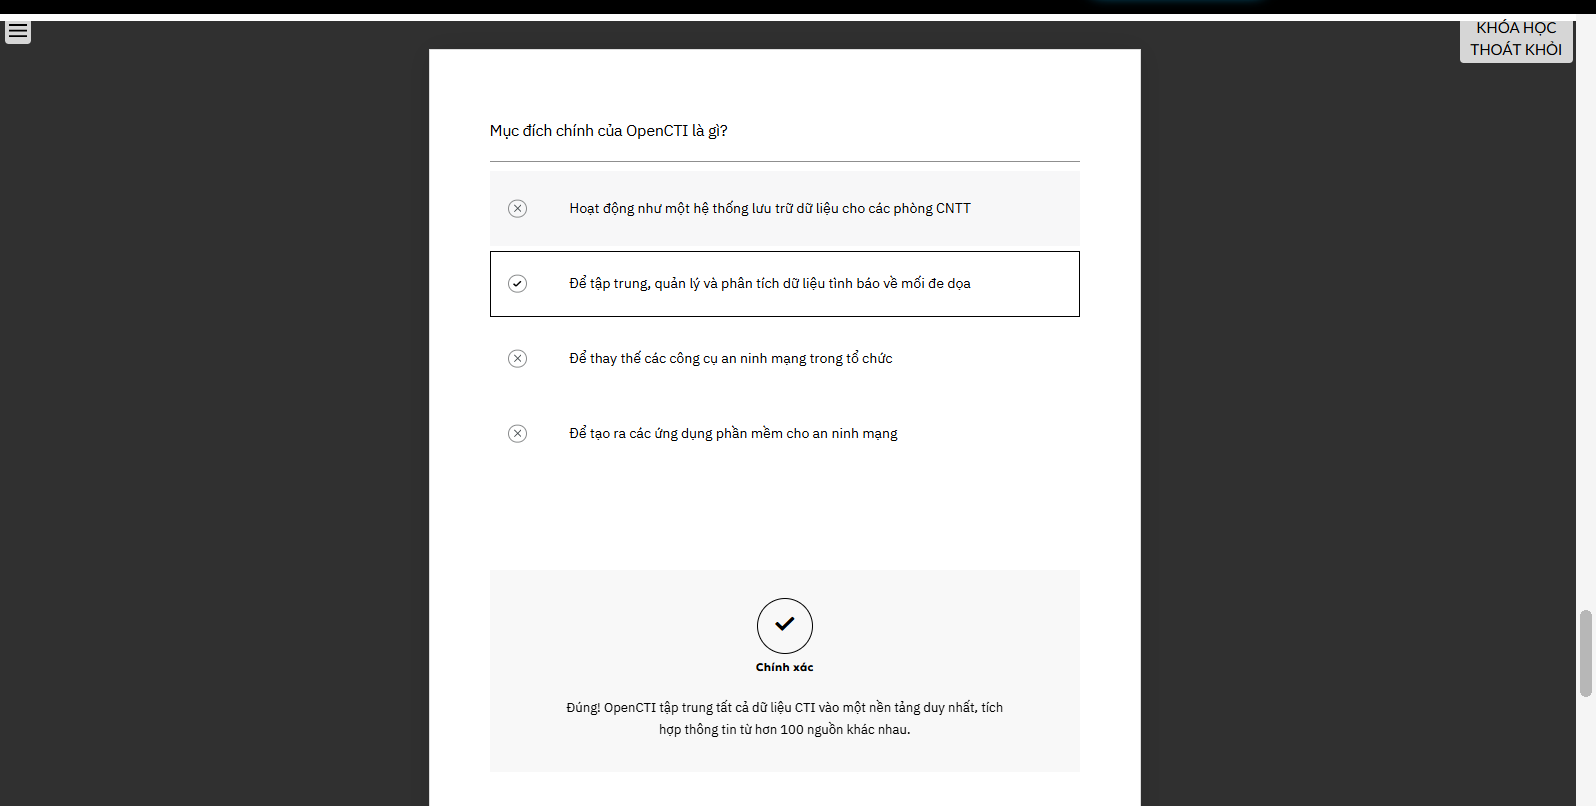 KHÓA HỌC
THOÁT KHỎI
Mục đích chính của OpenCTI là gì?
Hoạt động như một hệ thống lưu trữ dữ liệu cho các phòng CNTT
Để tập trung, quản lý và phân tích dữ liệu tình báo về mối đe dọa
Để thay thế các công cụ an ninh mạng trong tổ chức
Để tạo ra các ứng dụng phần mềm cho an ninh mạng
Chính xác
Đúng! OpenCTI tập trung tất cả dữ liệu CTI vào một nền tảng duy nhất, tích
hợp thông tin từ hơn 100 nguồn khác nhau.